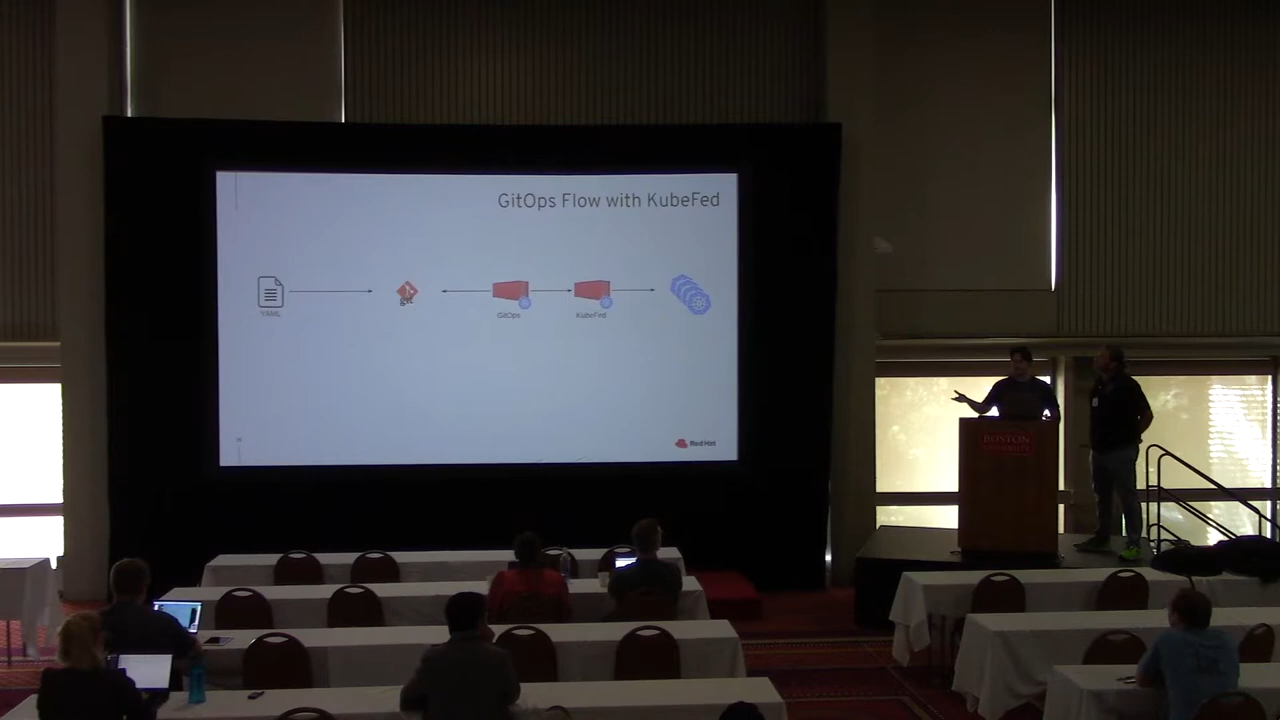 GitOps Flow with KubeFed
YAML
git
GitOps
KubeFed
Red Hat
BOSTON
UNIVERSITY